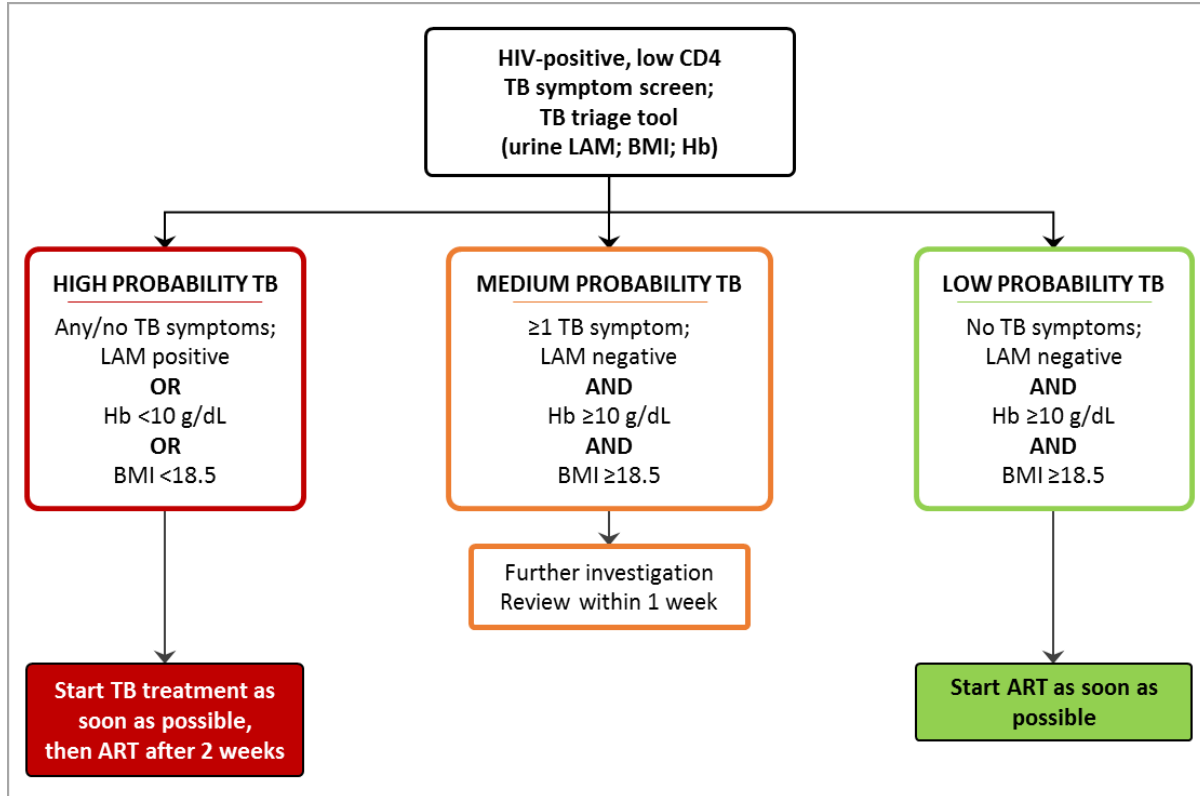 HIV-positive, low CD4
TB symptom screen;
TB triage tool
(urine LAM; BMI; Hb)
HIGH PROBABILITY TB
Any/no TB symptoms;
LAM positive
OR
Hb <10 g/dL
OR
BMI <18.5
MEDIUM PROBABILITY TB
≥1 TB symptom;
LAM negative
AND
Hb ≥10 g/dL
AND
BMI ≥18.5
LOW PROBABILITY TB
No TB symptoms;
LAM negative
AND
Hb ≥10 g/dL
AND
BMI ≥18.5
Further investigation
Review within 1 week
Start TB treatment as
soon as possible,
then ART after 2 weeks
Start ART as soon as
possible